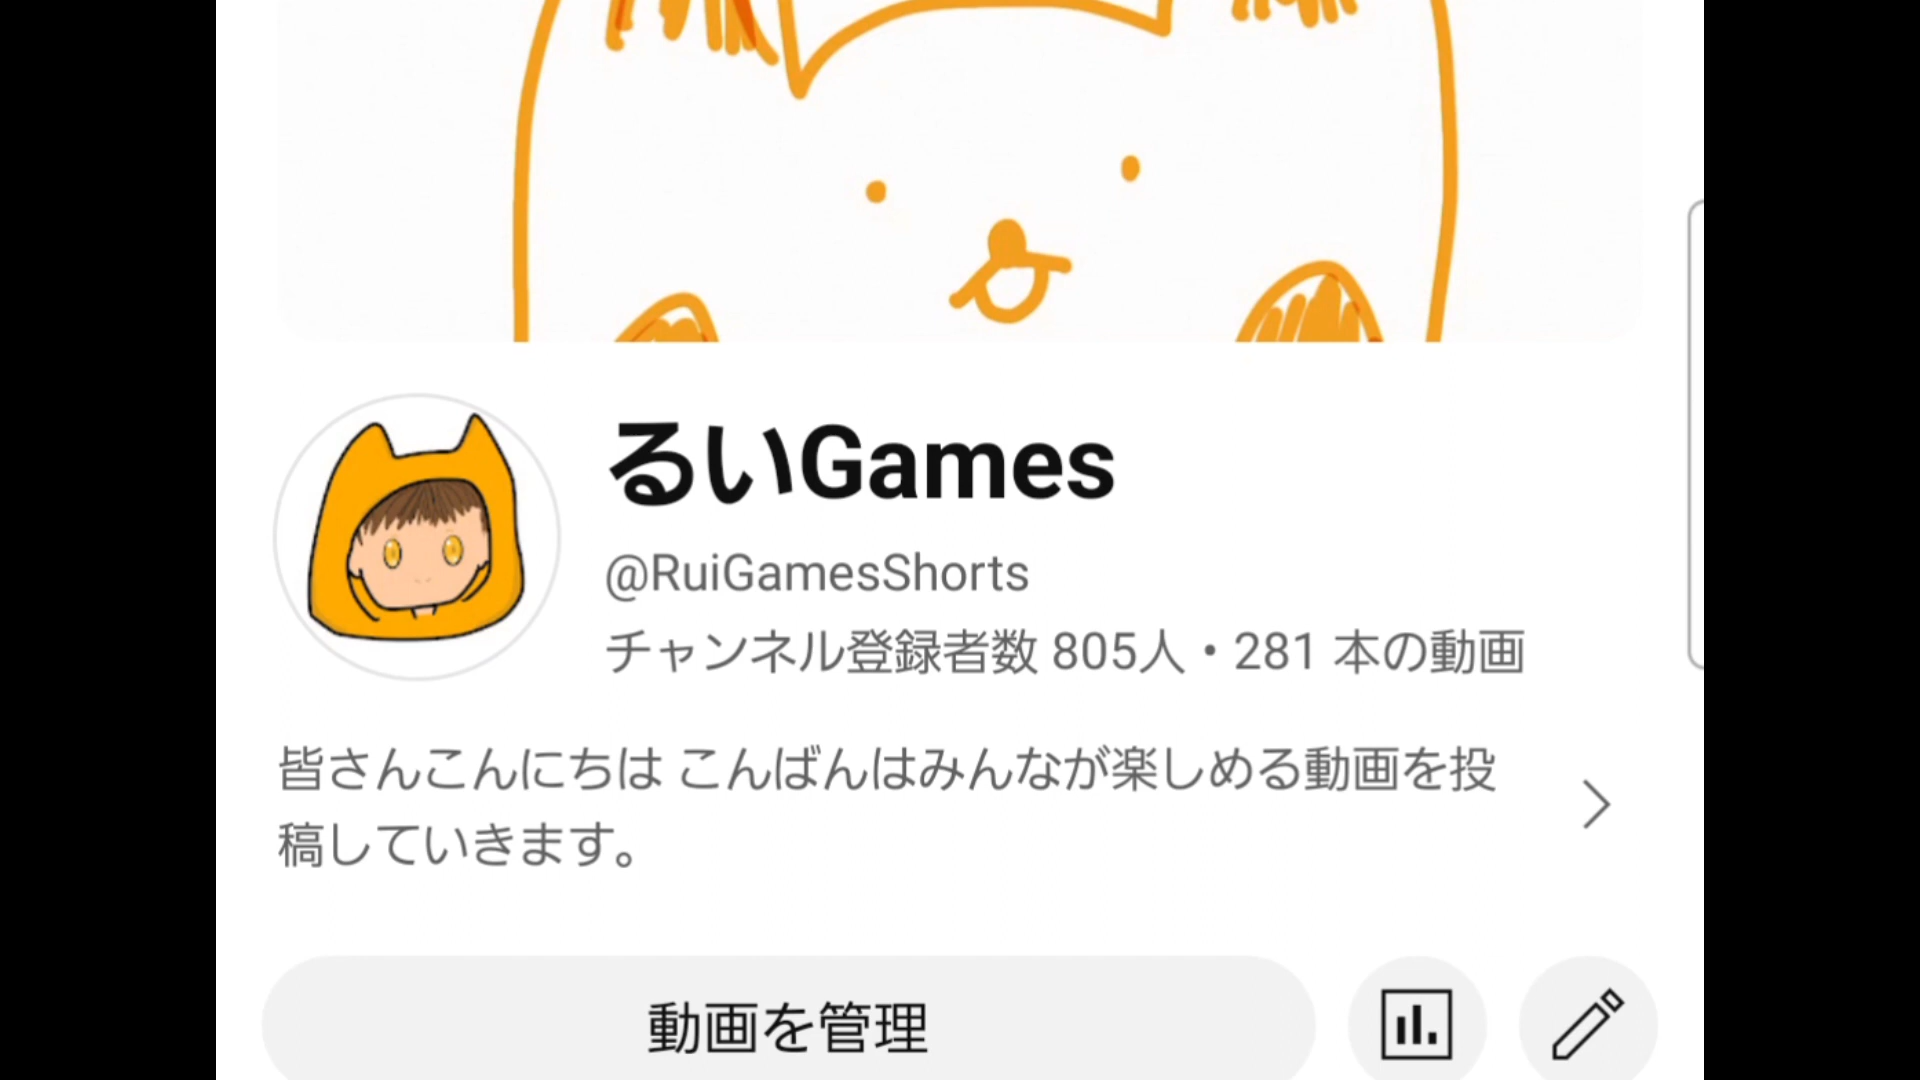 るいGames
@RuiGamesShorts
チャンネル登録者数 805人・281 本の動画
皆さんこんにちは こんばんはみんなが楽しめる動画を投
稿していきます。
動画を管理